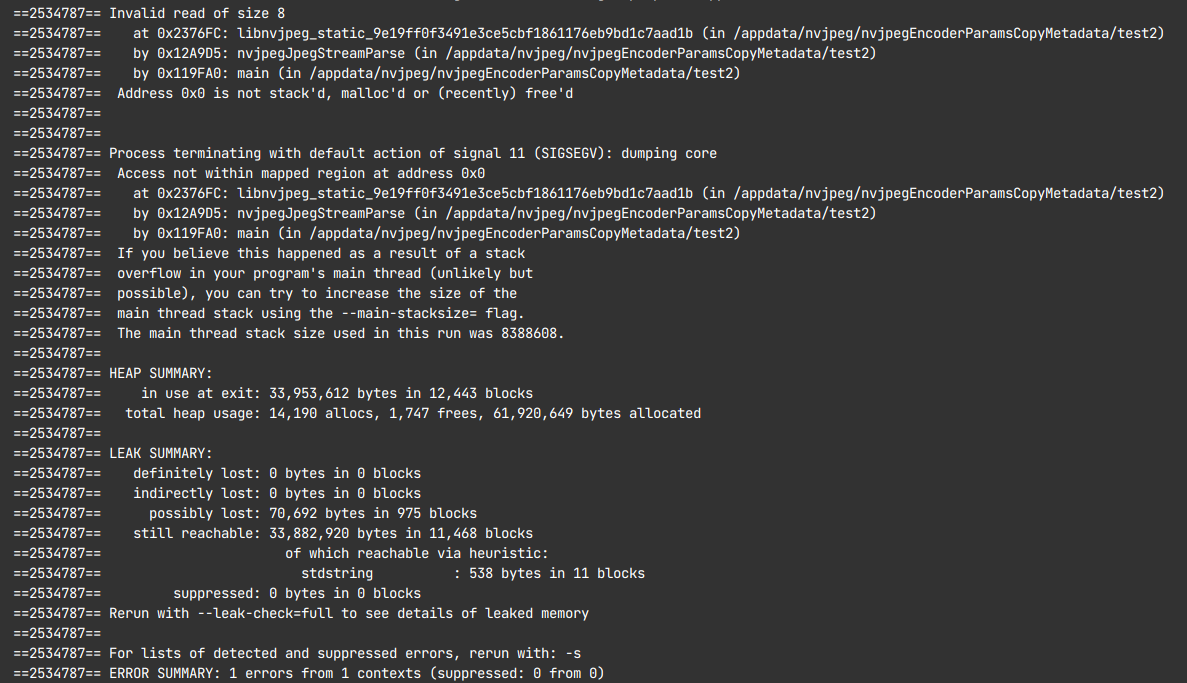 ==2534787== Invalid read of size 8
==2534787==    at 0x2376FC: libnvjpeg_static_9e19ff0f3491e3ce5cbf1861176eb9bd1c7aad1b (in /appdata/nvjpeg/nvjpegEncoderParamsCopyMetadata/test2)
==2534787==    by 0x12A9D5: nvjpegJpegStreamParse (in /appdata/nvjpeg/nvjpegEncoderParamsCopyMetadata/test2)
==2534787==    by 0x119FA0: main (in /appdata/nvjpeg/nvjpegEncoderParamsCopyMetadata/test2)
==2534787==  Address 0x0 is not stack'd, malloc'd or (recently) free'd
==2534787==
==2534787==
==2534787== Process terminating with default action of signal 11 (SIGSEGV): dumping core
==2534787==  Access not within mapped region at address 0x0
==2534787==    at 0x2376FC: libnvjpeg_static_9e19ff0f3491e3ce5cbf1861176eb9bd1c7aad1b (in /appdata/nvjpeg/nvjpegEncoderParamsCopyMetadata/test2)
==2534787==    by 0x12A9D5: nvjpegJpegStreamParse (in /appdata/nvjpeg/nvjpegEncoderParamsCopyMetadata/test2)
==2534787==    by 0x119FA0: main (in /appdata/nvjpeg/nvjpegEncoderParamsCopyMetadata/test2)
==2534787==  If you believe this happened as a result of a stack
==2534787==  overflow in your program's main thread (unlikely but
==2534787==  possible), you can try to increase the size of the
==2534787==  main thread stack using the --main-stacksize= flag.
==2534787==  The main thread stack size used in this run was 8388608.
==2534787==
==2534787== HEAP SUMMARY:
==2534787==     in use at exit: 33,953,612 bytes in 12,443 blocks
==2534787==   total heap usage: 14,190 allocs, 1,747 frees, 61,920,649 bytes allocated
==2534787==
==2534787== LEAK SUMMARY:
==2534787==    definitely lost: 0 bytes in 0 blocks
==2534787==    indirectly lost: 0 bytes in 0 blocks
==2534787==      possibly lost: 70,692 bytes in 975 blocks
==2534787==    still reachable: 33,882,920 bytes in 11,468 blocks
==2534787==                       of which reachable via heuristic:
==2534787==                         stdstring          : 538 bytes in 11 blocks
==2534787==         suppressed: 0 bytes in 0 blocks
==2534787== Rerun with --leak-check=full to see details of leaked memory
==2534787==
==2534787== For lists of detected and suppressed errors, rerun with: -s
==2534787== ERROR SUMMARY: 1 errors from 1 contexts (suppressed: 0 from 0)